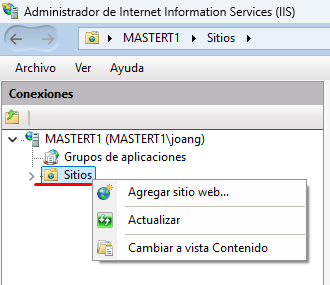 Administrador de Internet Information Services (IIS)
MASTERT1 Sitios
Archivo Ver Ayuda
Conexiones
MASTERT1 (MASTERT1\joang)
Grupos de aplicaciones
Sitios
Agregar sitio web...
Actualizar
Cambiar a vista Contenido